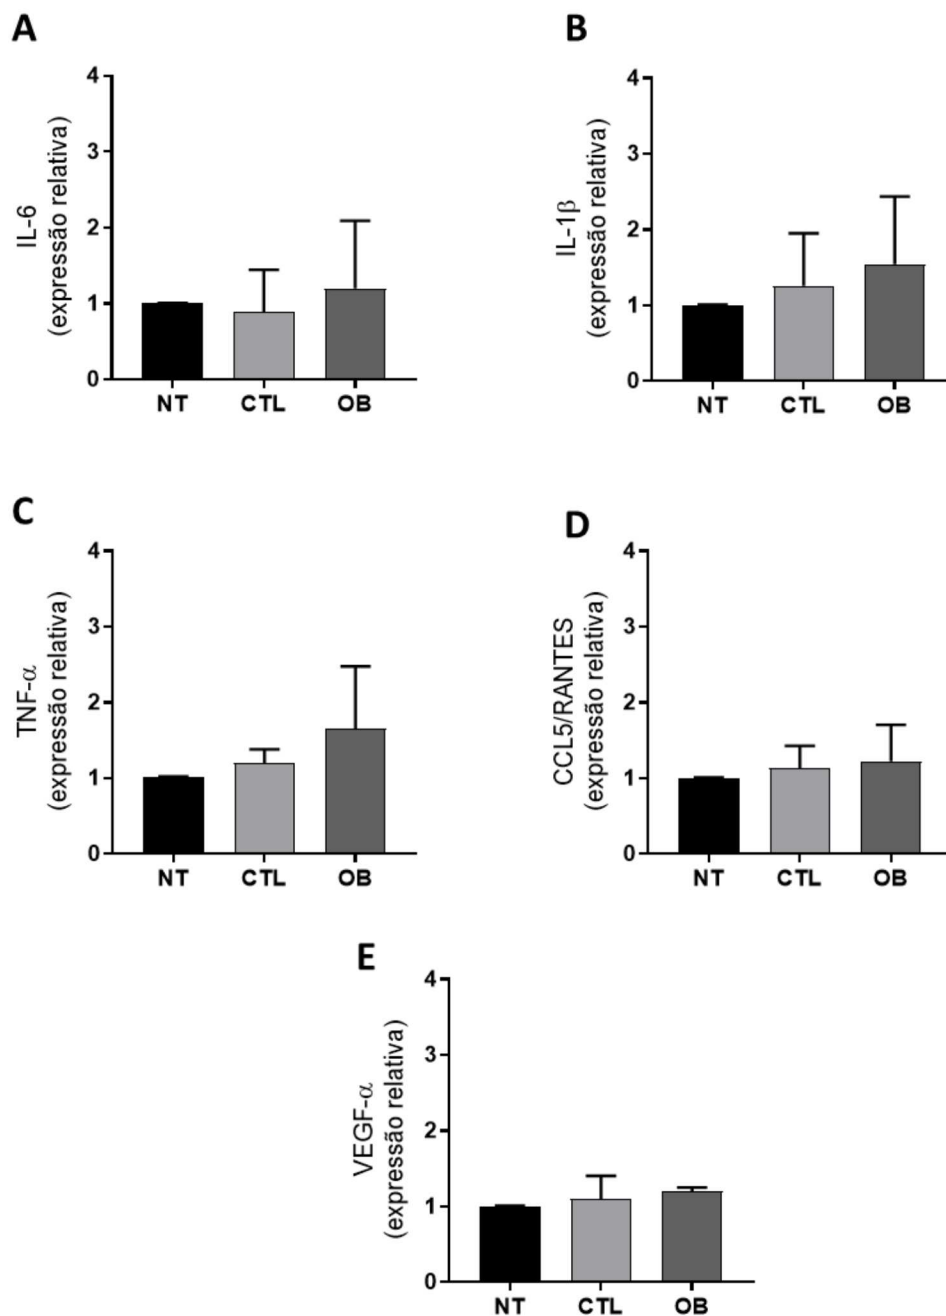 A
IL-6
(expressão relativa)
4
3
2
1
0
NT CTL OB
B
IL-1β
(expressão relativa)
4
3
2
1
0
NT CTL OB
C
TNF-α
(expressão relativa)
4
3
2
1
0
NT CTL OB
D
CCL5/RANTES
(expressão relativa)
4
3
2
1
0
NT CTL OB
E
VEGF-α
(expressão relativa)
4
3
2
1
0
NT CTL OB